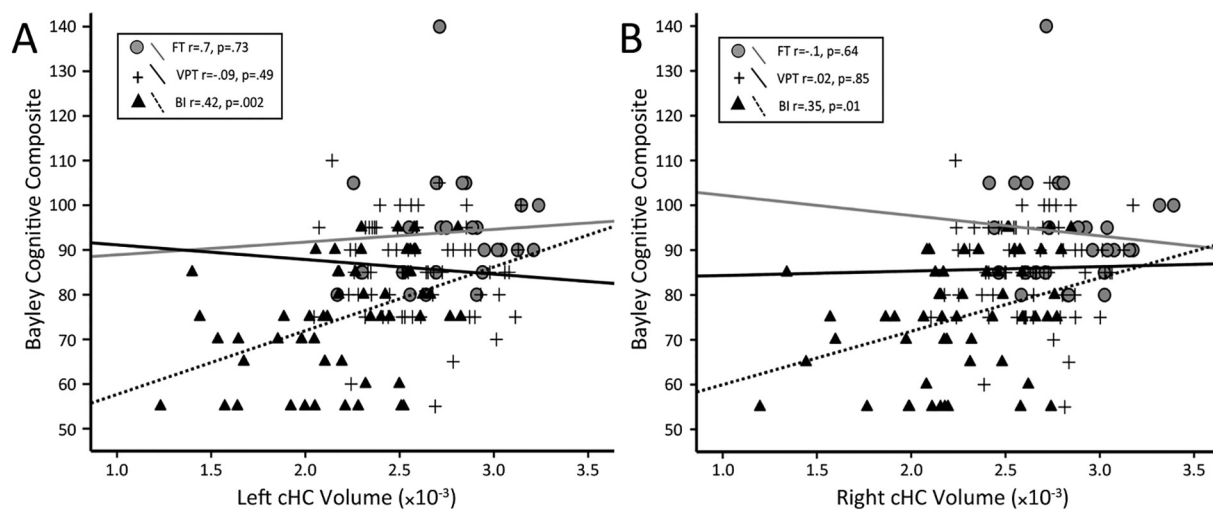 A
FT r=.7, p=.73
VPT r=-.09, p=.49
BI r=.42, p=.002
Bayley Cognitive Composite
140
130
120
110
100
90
80
70
60
50
1.0 1.5 2.0 2.5 3.0 3.5
Left cHC Volume (×10⁻³)
B
FT r=-.1, p=.64
VPT r=.02, p=.85
BI r=.35, p=.01
Bayley Cognitive Composite
140
130
120
110
100
90
80
70
60
50
1.0 1.5 2.0 2.5 3.0 3.5
Right cHC Volume (×10⁻³)